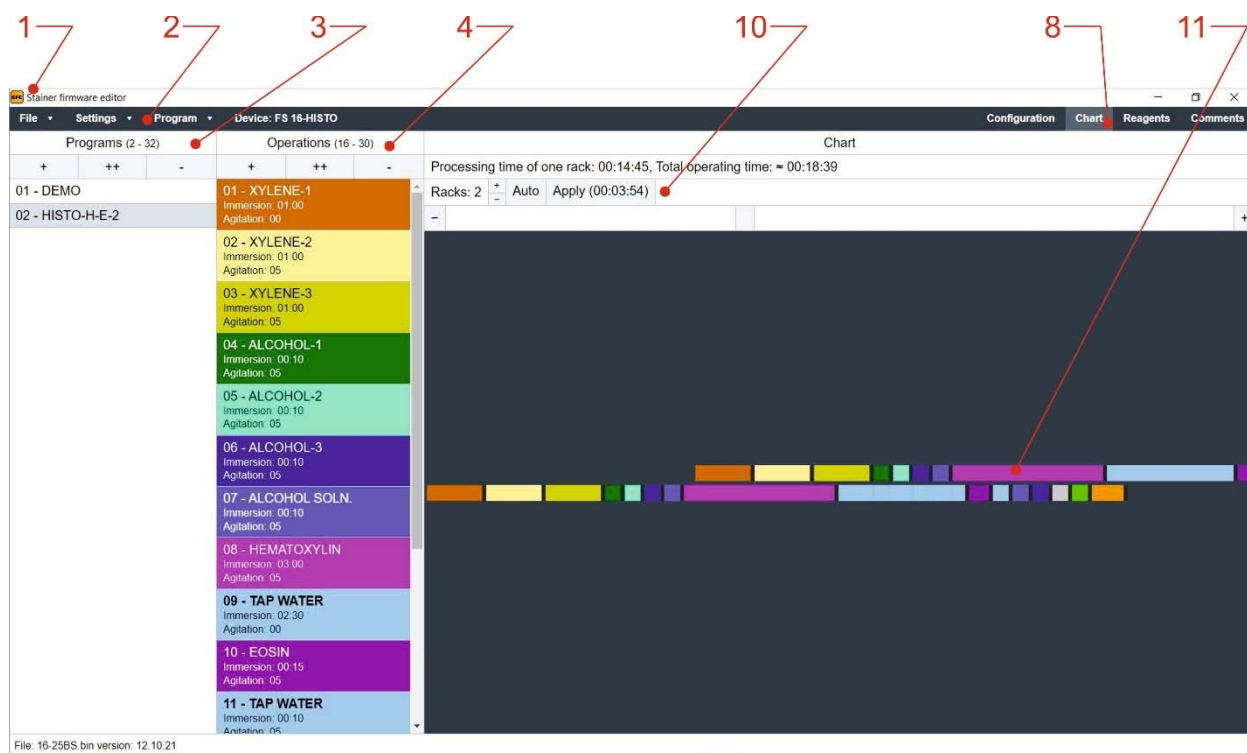 1
2
3
4
10
8
11
Stainer firmware editor
File Settings Program Device: FS 16-HISTO Configuration Chart Reagents Comments
Programs (2 - 32) Operations (16 - 30) Chart
+ ++ - + ++ - Processing time of one rack: 00:14:45, Total operating time: ≈ 00:18:39
01 - DEMO
02 - HISTO-H-E-2
01 - XYLENE-1
Immersion: 01:00
Agitation: 00
02 - XYLENE-2
Immersion: 01:00
Agitation: 05
03 - XYLENE-3
Immersion: 01:00
Agitation: 05
04 - ALCOHOL-1
Immersion: 00:10
Agitation: 05
05 - ALCOHOL-2
Immersion: 00:10
Agitation: 05
06 - ALCOHOL-3
Immersion: 00:10
Agitation: 05
07 - ALCOHOL SOLN.
Immersion: 00:10
Agitation: 05
08 - HEMATOXYLIN
Immersion: 03:00
Agitation: 05
09 - TAP WATER
Immersion: 02:30
Agitation: 00
10 - EOSIN
Immersion: 00:15
Agitation: 05
11 - TAP WATER
Immersion: 00:10
Agitation: 05
Racks: 2 + - Auto Apply (00:03:54)
- +
File: 16-25BS.bin version: 12.10.21